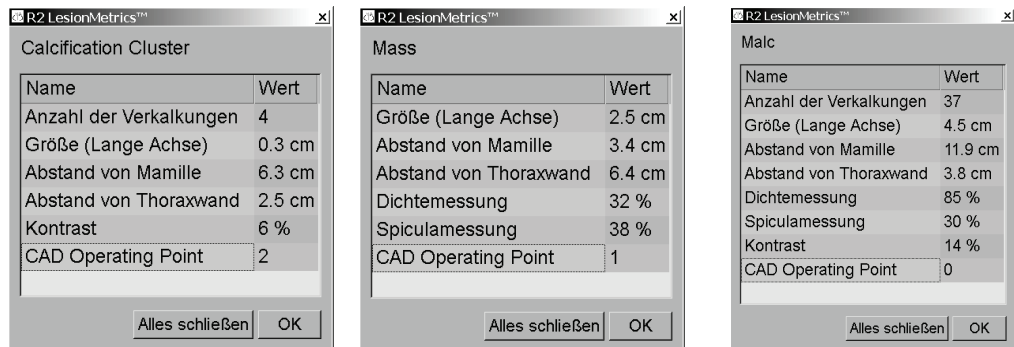 R2 LesionMetrics™
Calcification Cluster
Name Wert
Anzahl der Verkalkungen 4
Größe (Lange Achse) 0.3 cm
Abstand von Mamille 6.3 cm
Abstand von Thoraxwand 2.5 cm
Kontrast 6 %
CAD Operating Point 2
Alles schließen OK
R2 LesionMetrics™
Mass
Name Wert
Größe (Lange Achse) 2.5 cm
Abstand von Mamille 3.4 cm
Abstand von Thoraxwand 6.4 cm
Dichtemessung 32 %
Spiculamessung 38 %
CAD Operating Point 1
Alles schließen OK
R2 LesionMetrics™
Malc
Name Wert
Anzahl der Verkalkungen 37
Größe (Lange Achse) 4.5 cm
Abstand von Mamille 11.9 cm
Abstand von Thoraxwand 3.8 cm
Dichtemessung 85 %
Spiculamessung 30 %
Kontrast 14 %
CAD Operating Point 0
Alles schließen OK